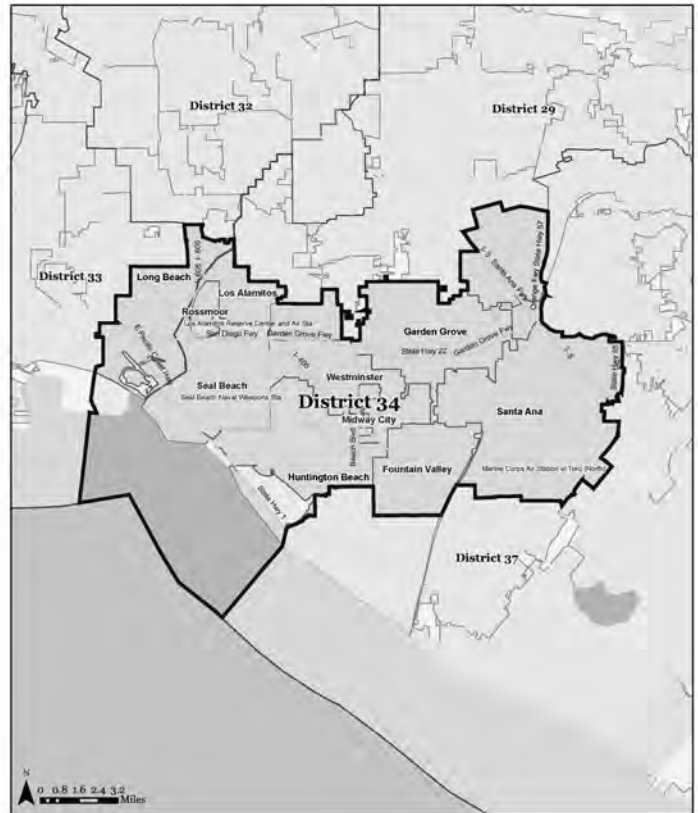 District 32
District 29
District 33
Long Beach
I-605 I-605
Los Alamitos
Rossmoor
Los Alamitos Reserve Center and Air Sta
San Diego Fwy
Garden Grove Fwy
I-5 Santa Ana Fwy
Orange Fwy State Hwy 57
Garden Grove
State Hwy 22
Garden Grove Fwy
I-5
State Hwy 55
Seal Beach
Seal Beach Naval Weapons Sta
Westminster
District 34
Midway City
Beach Blvd
Santa Ana
Huntington Beach
Fountain Valley
Marine Corps Air Station el Toro (North)
State Hwy 1
District 37
N
0 0.8 1.6 2.4 3.2
Miles